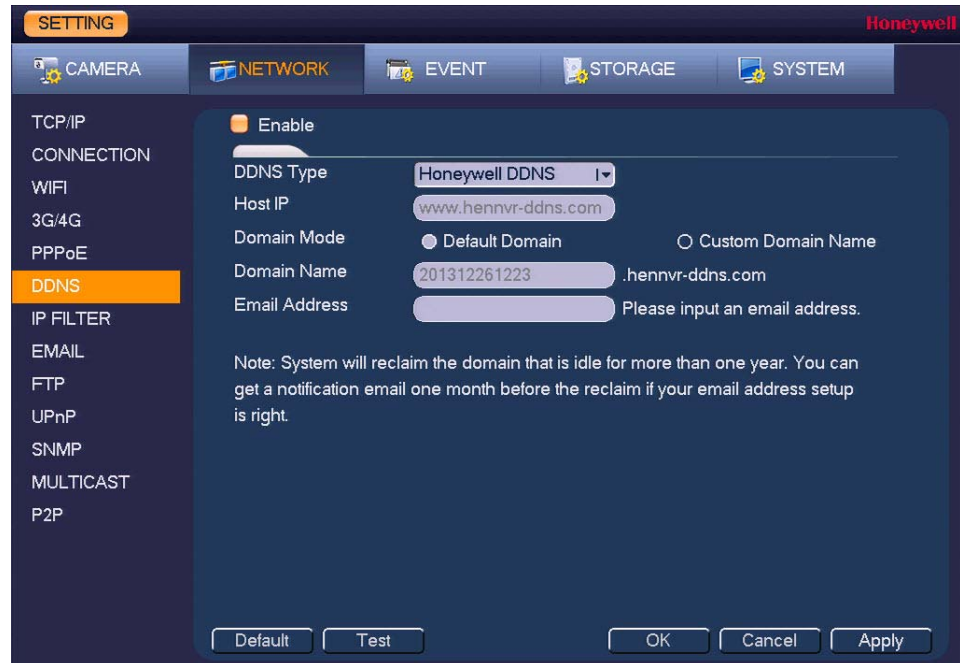 SETTING
Honeywell
CAMERA NETWORK EVENT STORAGE SYSTEM
TCP/IP
CONNECTION
WIFI
3G/4G
PPPoE
DDNS
IP FILTER
EMAIL
FTP
UPnP
SNMP
MULTICAST
P2P
Enable
DDNS Type Honeywell DDNS
Host IP www.hennvr-ddns.com
Domain Mode Default Domain Custom Domain Name
Domain Name 201312261223 .hennvr-ddns.com
Email Address Please input an email address.
Note: System will reclaim the domain that is idle for more than one year. You can
get a notification email one month before the reclaim if your email address setup
is right.
Default Test OK Cancel Apply